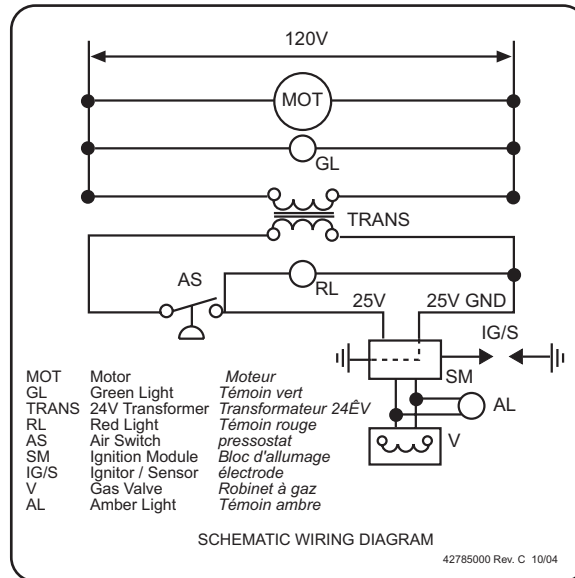 120V
MOT
GL
TRANS
AS
RL
25V 25V GND
IG/S
SM
AL
V
MOT Motor Moteur
GL Green Light Témoin vert
TRANS 24V Transformer Transformateur 24ÊV
RL Red Light Témoin rouge
AS Air Switch pressostat
SM Ignition Module Bloc d'allumage
IG/S Ignitor / Sensor électrode
V Gas Valve Robinet à gaz
AL Amber Light Témoin ambre
SCHEMATIC WIRING DIAGRAM
42785000 Rev. C 10/04